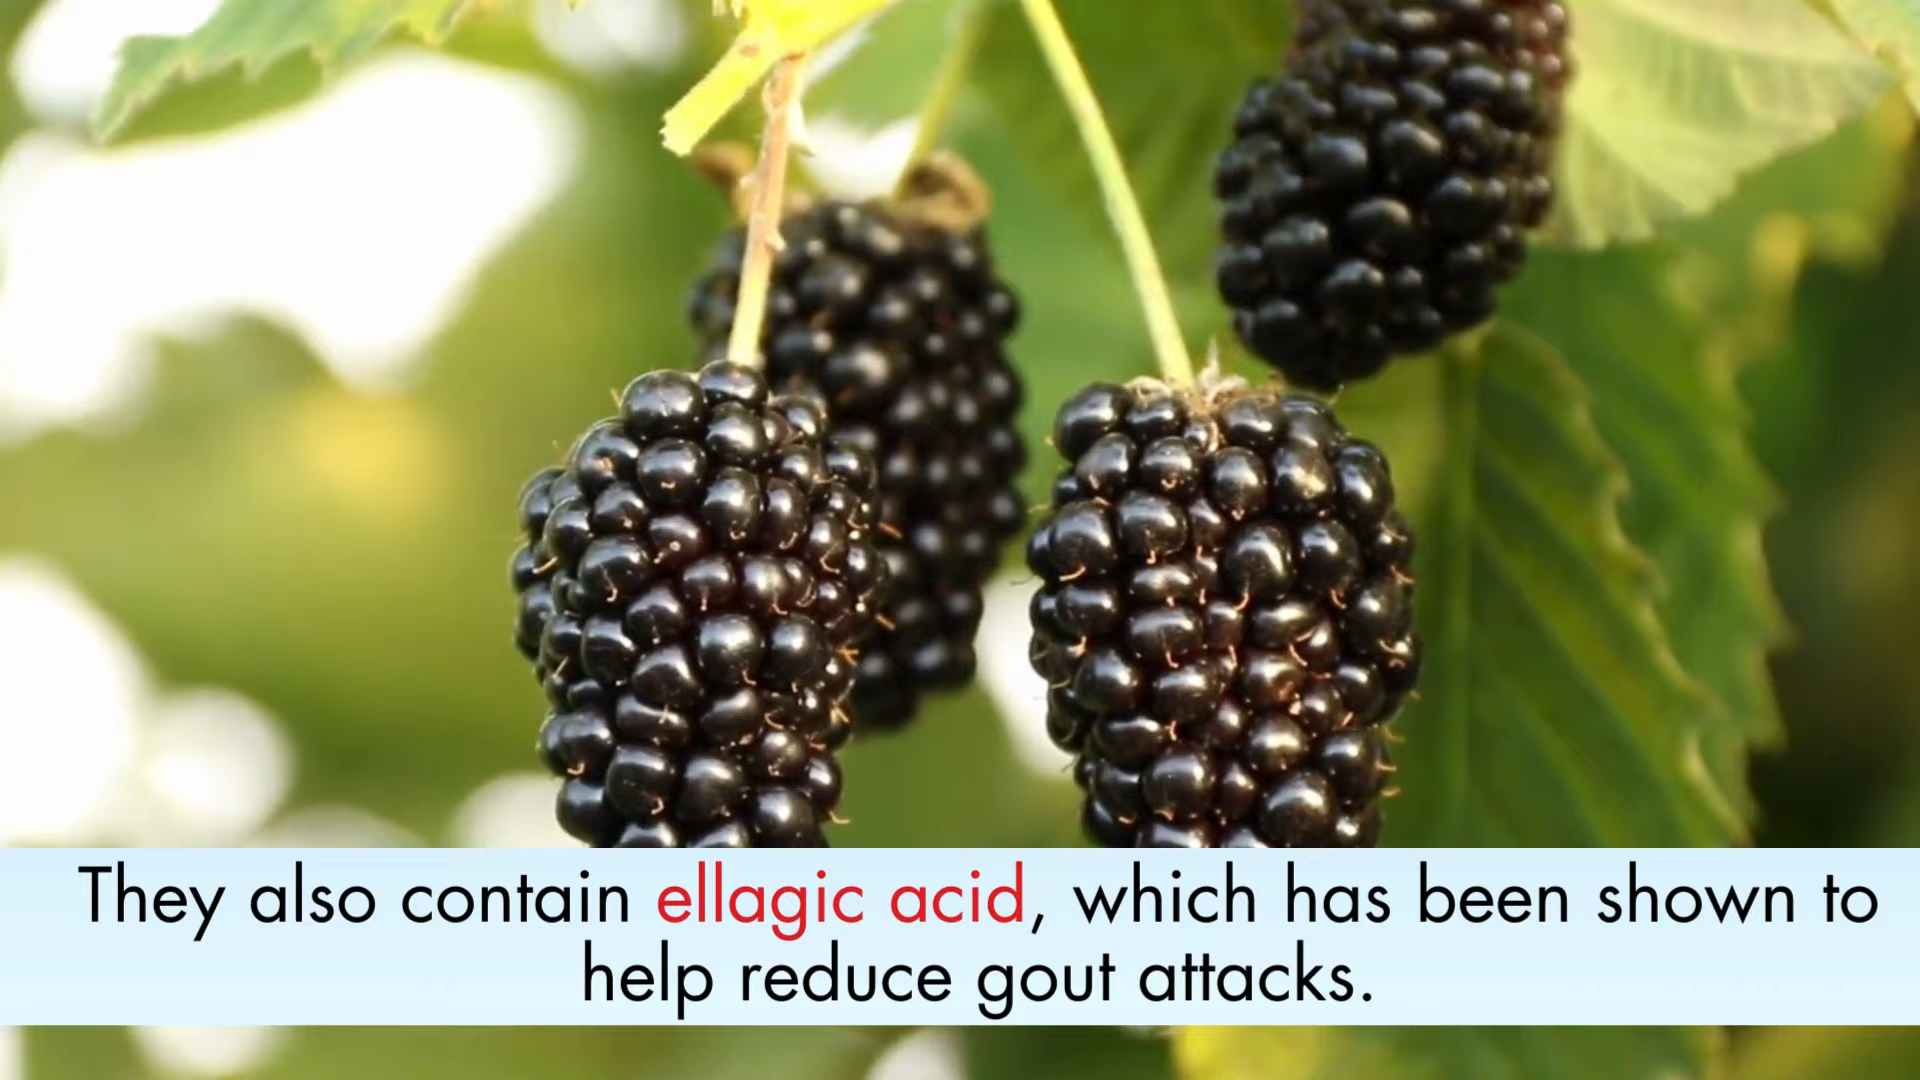 They also contain ellagic acid, which has been shown to
help reduce gout attacks.